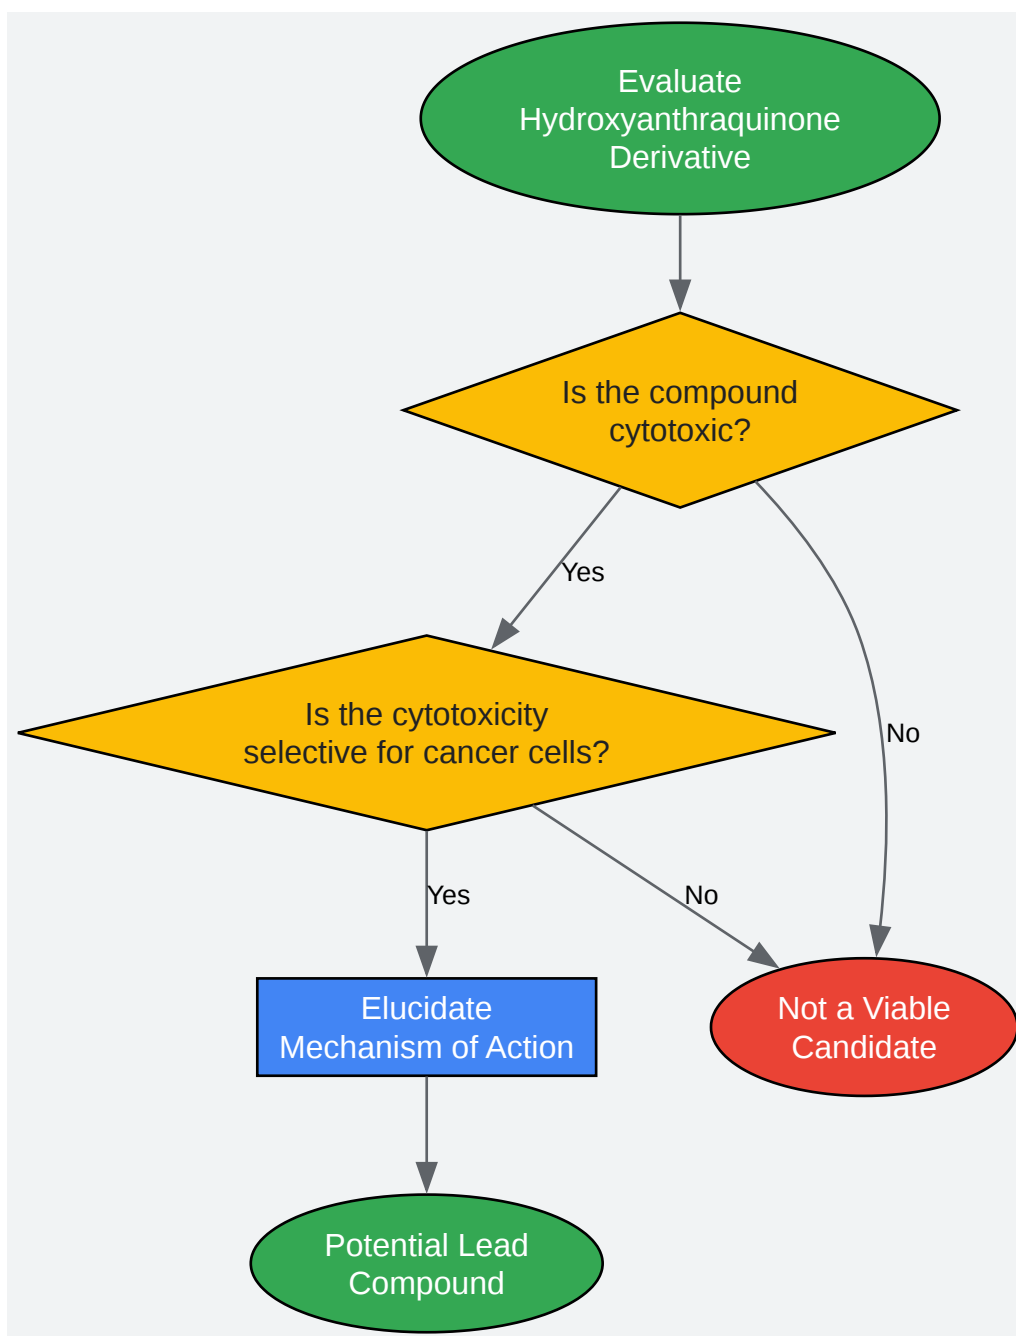 Evaluate
Hydroxyanthraquinone
Derivative
Is the compound
cytotoxic?
Yes
Is the cytotoxicity
selective for cancer cells?
No
Yes
No
Elucidate
Mechanism of Action
Not a Viable
Candidate
Potential Lead
Compound